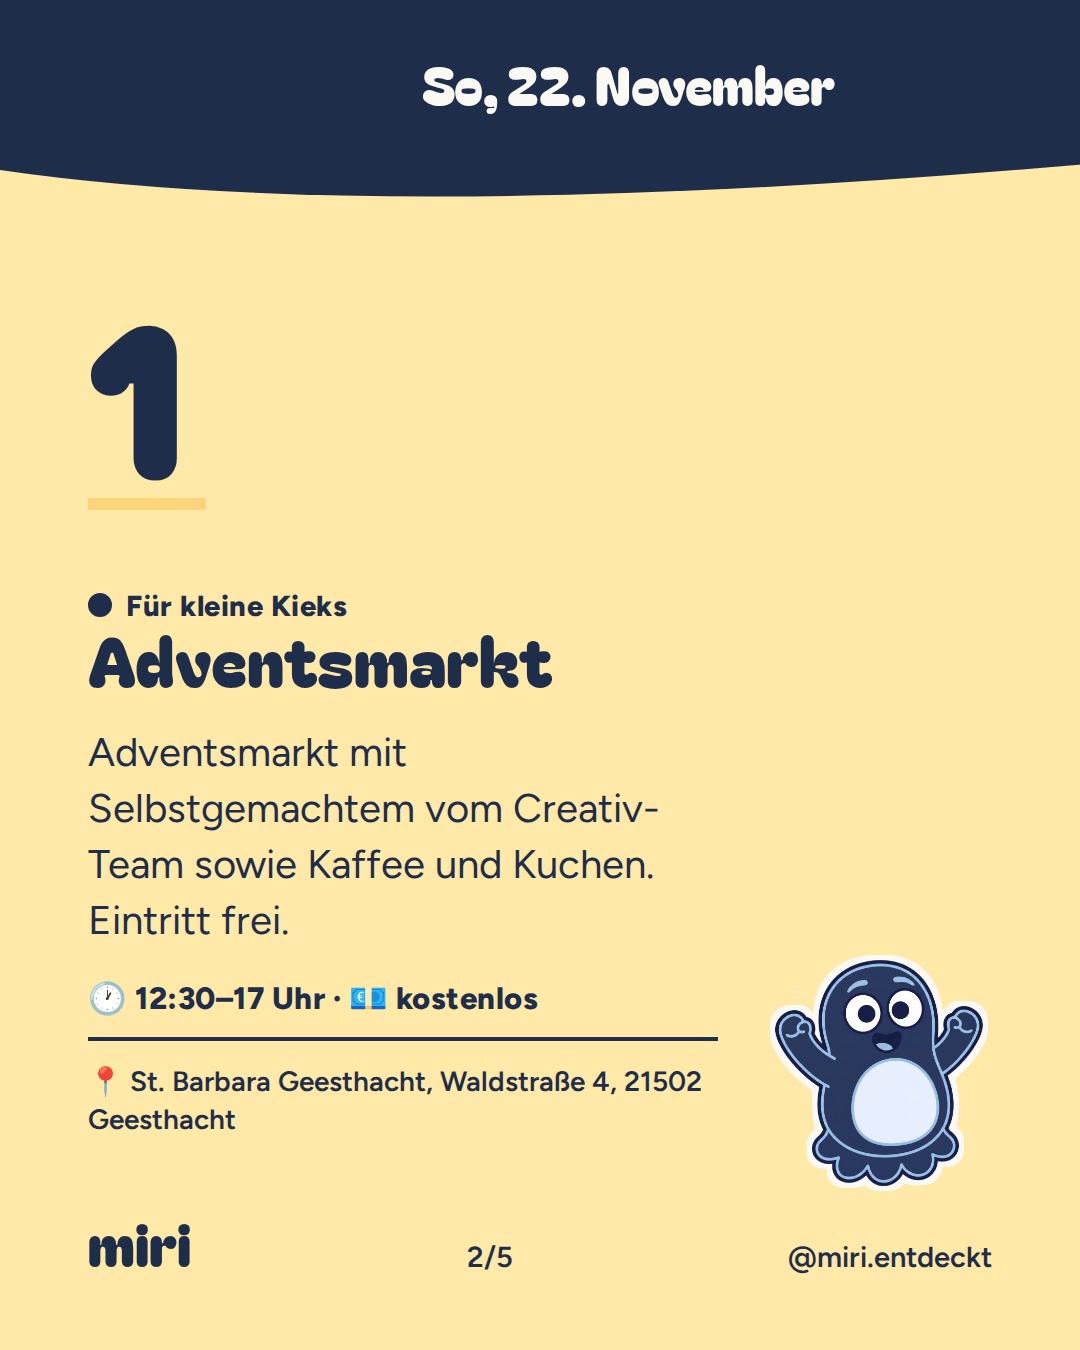 So, 22. November
1
Für kleine Kieks
Adventsmarkt
Adventsmarkt mit
Selbstgemachtem vom Creativ-
Team sowie Kaffee und Kuchen.
Eintritt frei.
🕐 12:30–17 Uhr · 💶 kostenlos
📍 St. Barbara Geesthacht, Waldstraße 4, 21502
Geesthacht
miri
2/5
@miri.entdeckt